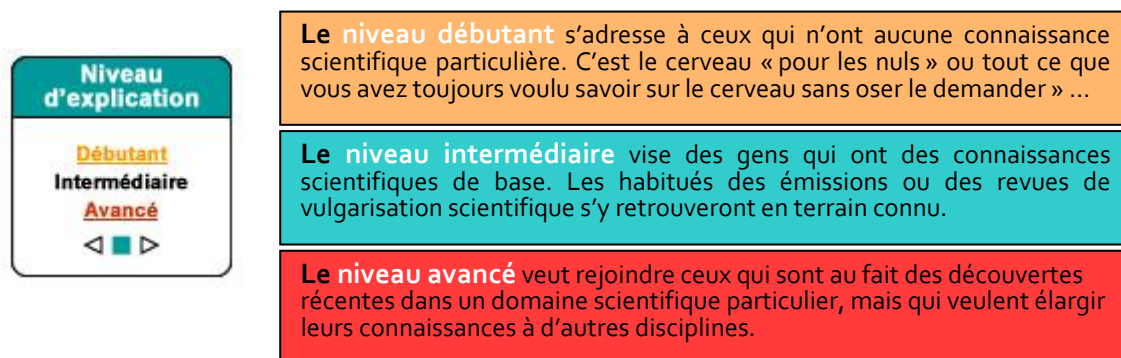 Niveau
d'explication
Débutant
Intermédiaire
Avancé
Le niveau débutant s'adresse à ceux qui n'ont aucune connaissance
scientifique particulière. C'est le cerveau « pour les nuls » ou tout ce que
vous avez toujours voulu savoir sur le cerveau sans oser le demander » ...
Le niveau intermédiaire vise des gens qui ont des connaissances
scientifiques de base. Les habitués des émissions ou des revues de
vulgarisation scientifique s'y retrouveront en terrain connu.
Le niveau avancé veut rejoindre ceux qui sont au fait des découvertes
récentes dans un domaine scientifique particulier, mais qui veulent élargir
leurs connaissances à d'autres disciplines.